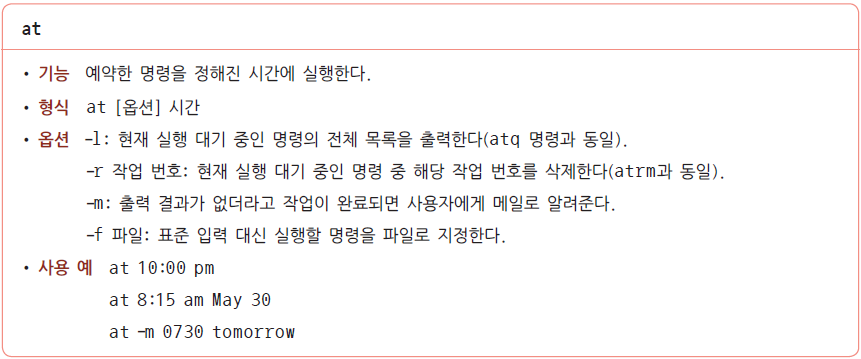 at
• 기능 예약한 명령을 정해진 시간에 실행한다.
• 형식 at [옵션] 시간
• 옵션 -l: 현재 실행 대기 중인 명령의 전체 목록을 출력한다(atq 명령과 동일).
-r 작업 번호: 현재 실행 대기 중인 명령 중 해당 작업 번호를 삭제한다(atrm과 동일).
-m: 출력 결과가 없더라고 작업이 완료되면 사용자에게 메일로 알려준다.
-f 파일: 표준 입력 대신 실행할 명령을 파일로 지정한다.
• 사용 예 at 10:00 pm
at 8:15 am May 30
at -m 0730 tomorrow